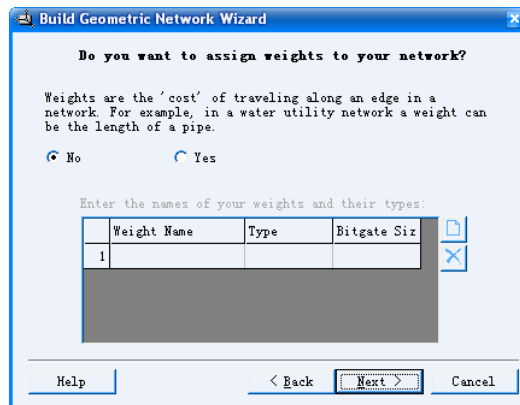 Build Geometric Network Wizard
Do you want to assign weights to your network?
Weights are the 'cost' of traveling along an edge in a
network. For example, in a water utility network a weight can
be the length of a pipe.
No Yes
Enter the names of your weights and their types:
Weight Name Type Bitgate Siz
1
Help < Back Next > Cancel